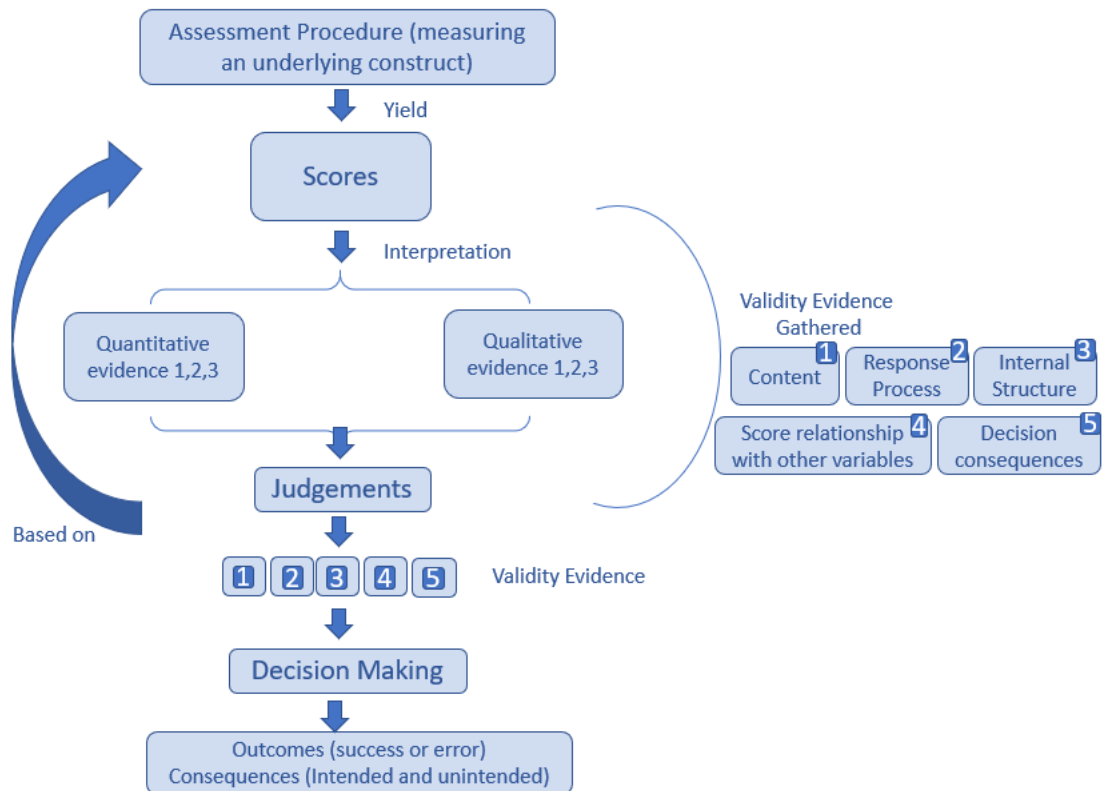 Assessment Procedure (measuring
an underlying construct)
Yield
Scores
Interpretation
Quantitative
evidence 1,2,3
Qualitative
evidence 1,2,3
Validity Evidence
Gathered
1
Content
2
Response
Process
3
Internal
Structure
4
Score relationship
with other variables
5
Decision
consequences
Judgements
Based on
1 2 3 4 5
Validity Evidence
Decision Making
Outcomes (success or error)
Consequences (Intended and unintended)